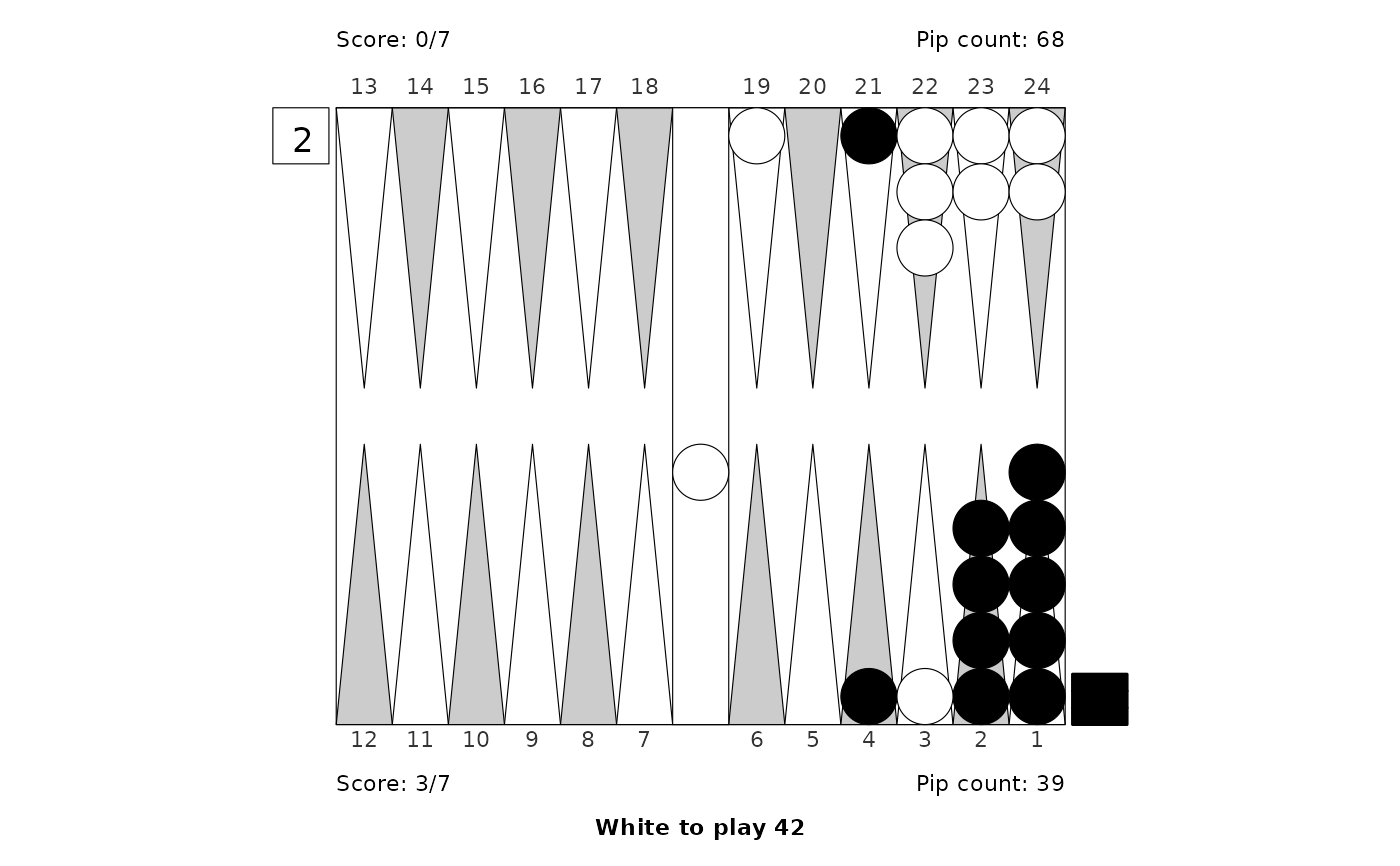 Score: 0/7 Pip count: 68
13 14 15 16 17 18 19 20 21 22 23 24
2
12 11 10 9 8 7 6 5 4 3 2 1
Score: 3/7 Pip count: 39
White to play 42